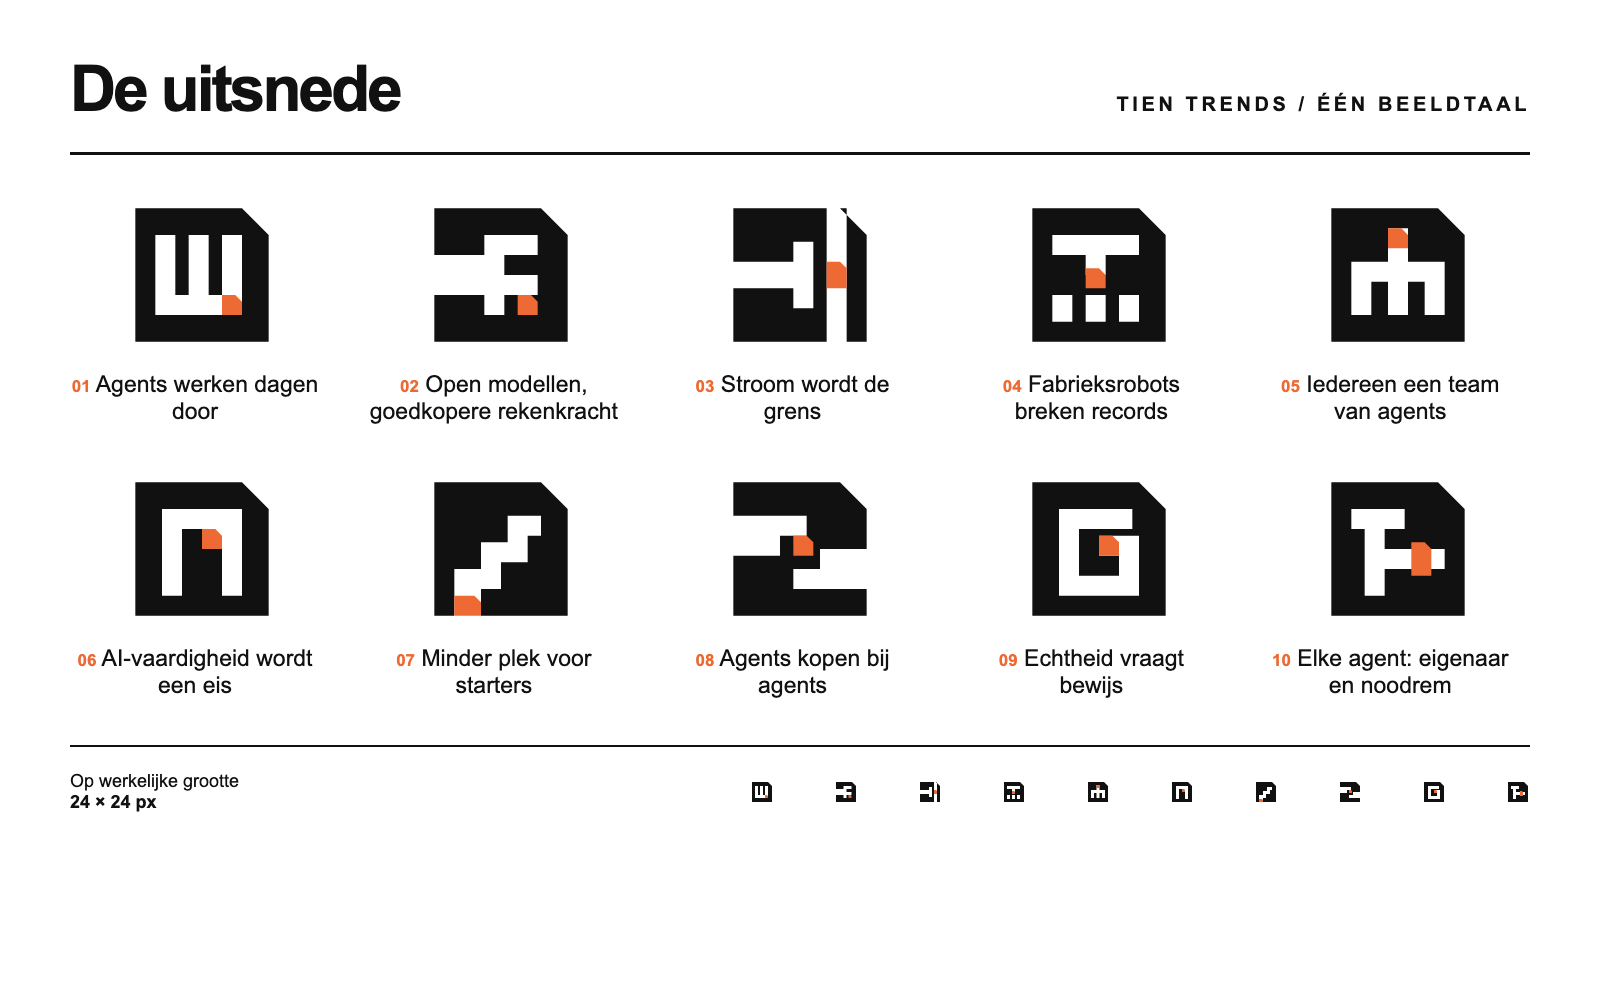 De uitsnede
TIEN TRENDS / ÉÉN BEELDTAAL
01 Agents werken dagen
door
02 Open modellen,
goedkopere rekenkracht
03 Stroom wordt de
grens
04 Fabrieksrobots
breken records
05 Iedereen een team
van agents
06 AI-vaardigheid wordt
een eis
07 Minder plek voor
starters
08 Agents kopen bij
agents
09 Echtheid vraagt
bewijs
10 Elke agent: eigenaar
en noodrem
Op werkelijke grootte
24 × 24 px